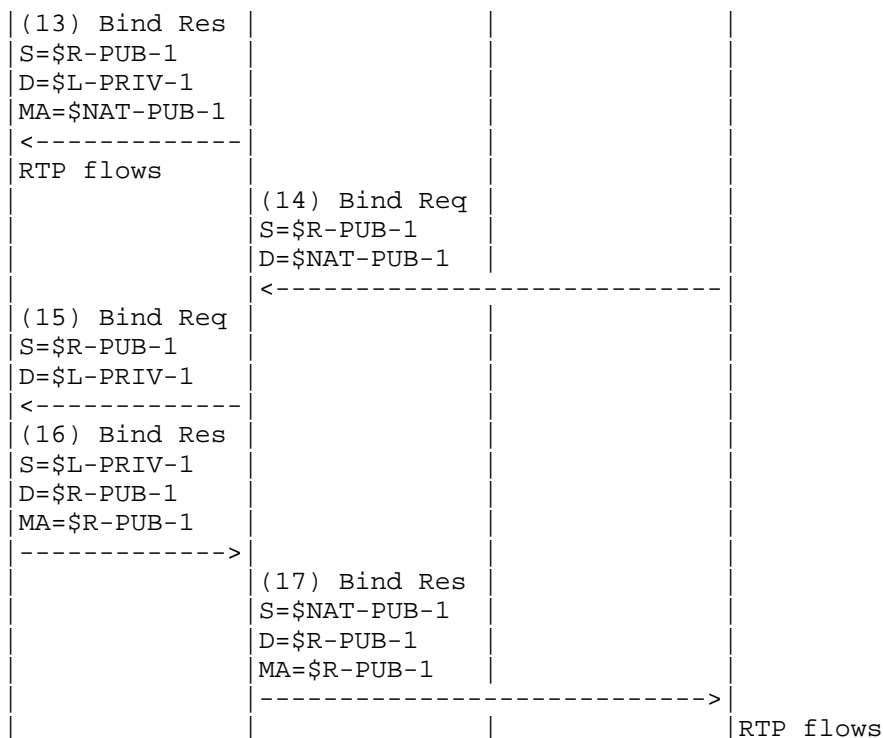 |(13) Bind Res |              |              |
|S=$R-PUB-1    |              |              |
|D=$L-PRIV-1   |              |              |
|MA=$NAT-PUB-1 |              |              |
|<-------------|              |              |
|RTP flows     |              |              |
|              |(14) Bind Req |              |
|              |S=$R-PUB-1    |              |
|              |D=$NAT-PUB-1  |              |
|              |<----------------------------|
|(15) Bind Req |              |              |
|S=$R-PUB-1    |              |              |
|D=$L-PRIV-1   |              |              |
|<-------------|              |              |
|(16) Bind Res |              |              |
|S=$L-PRIV-1   |              |              |
|D=$R-PUB-1    |              |              |
|MA=$R-PUB-1   |              |              |
|------------->|              |              |
|              |(17) Bind Res |              |
|              |S=$NAT-PUB-1  |              |
|              |D=$R-PUB-1    |              |
|              |MA=$R-PUB-1   |              |
|              |---------------------------->|
|              |              |              |RTP flows